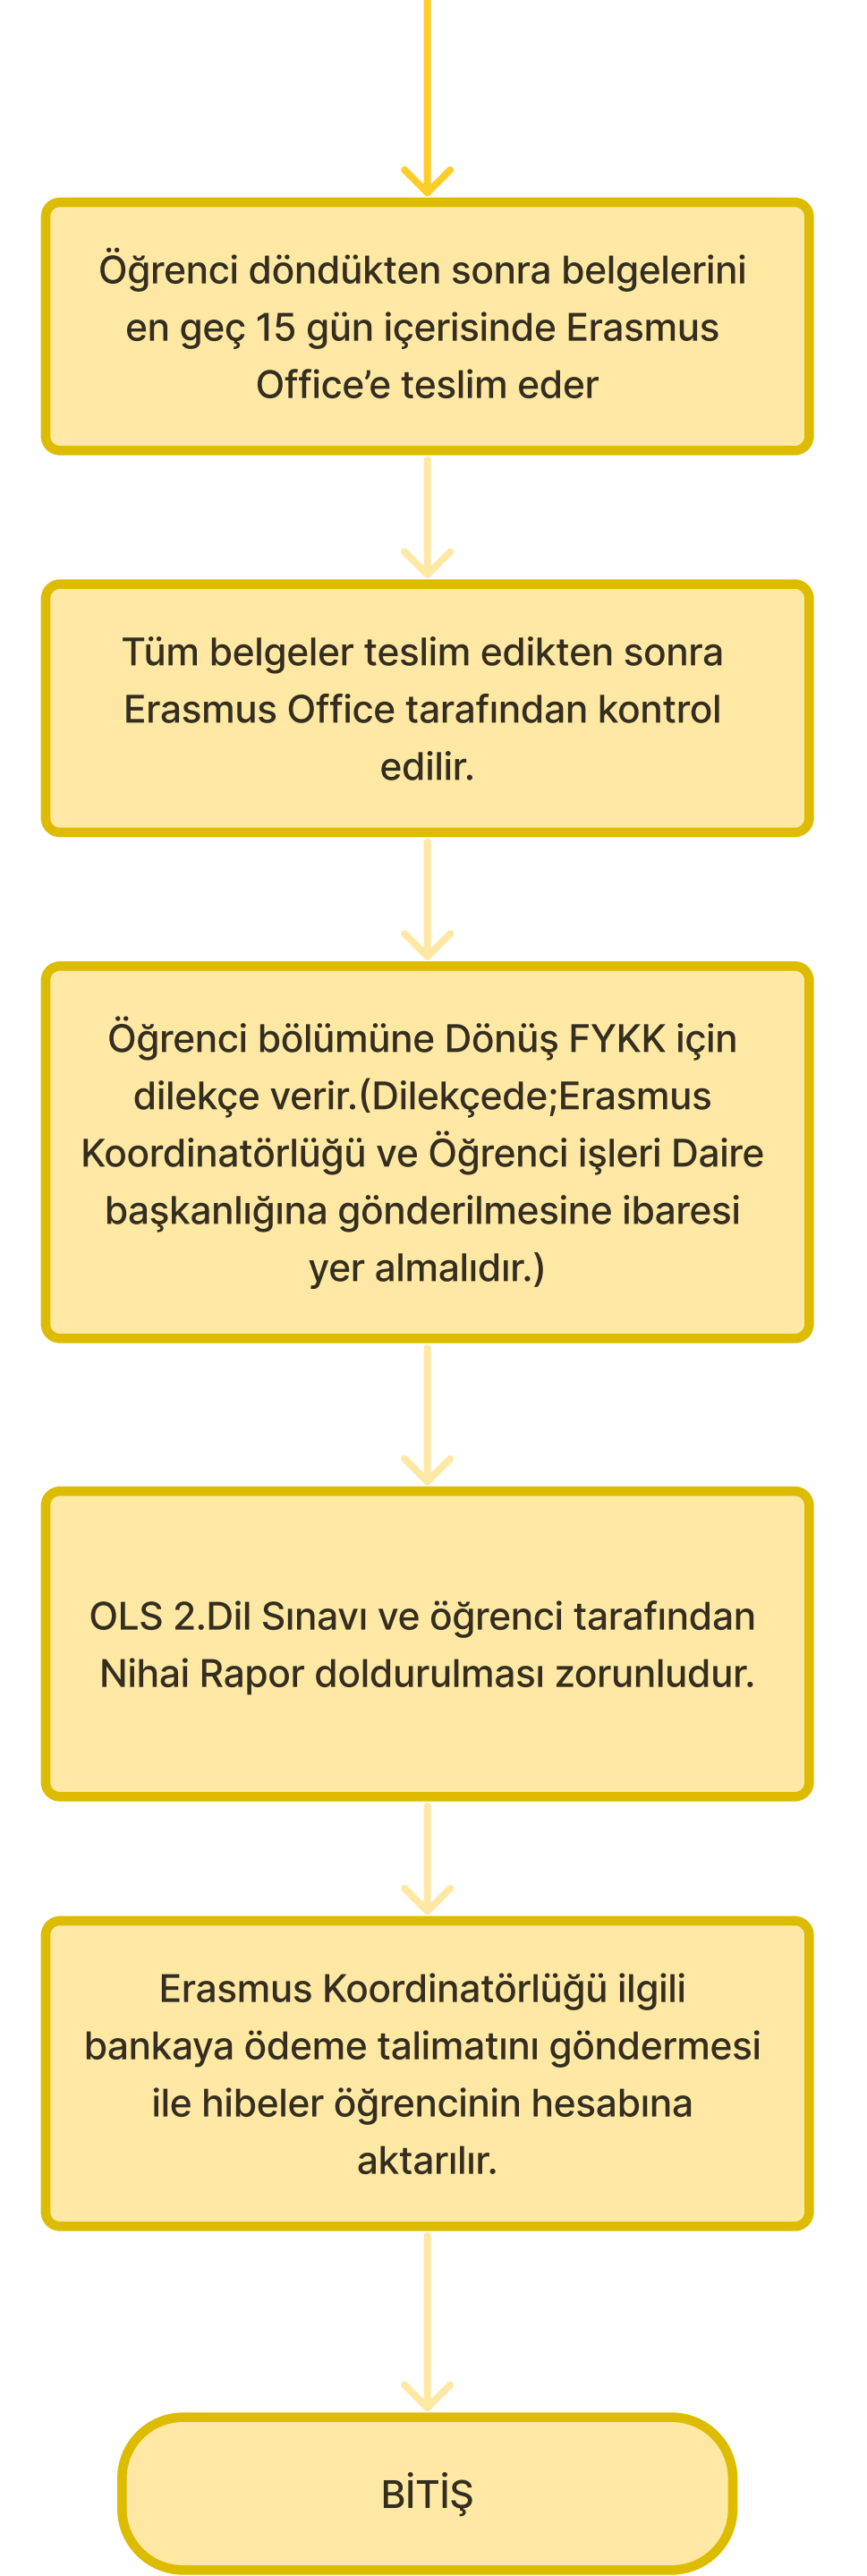 Öğrenci döndükten sonra belgelerini
en geç 15 gün içerisinde Erasmus
Office’e teslim eder
Tüm belgeler teslim edikten sonra
Erasmus Office tarafından kontrol
edilir.
Öğrenci bölümüne Dönüş FYKK için
dilekçe verir.(Dilekçede;Erasmus
Koordinatörlüğü ve Öğrenci işleri Daire
başkanlığına gönderilmesine ibaresi
yer almalıdır.)
OLS 2.Dil Sınavı ve öğrenci tarafından
Nihai Rapor doldurulması zorunludur.
Erasmus Koordinatörlüğü ilgili
bankaya ödeme talimatını göndermesi
ile hibeler öğrencinin hesabına
aktarılır.
BİTİŞ